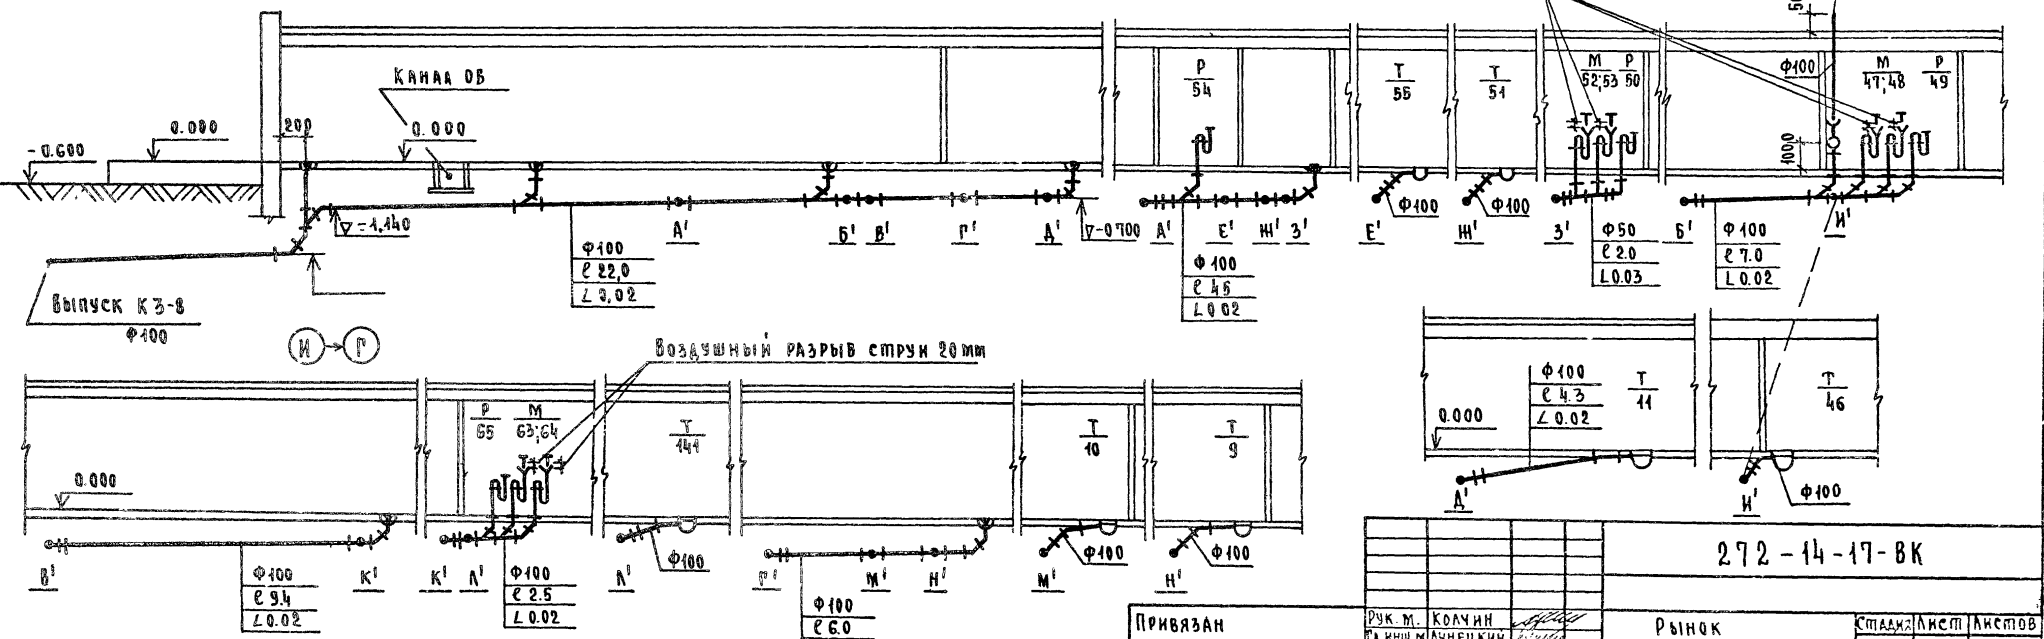 50
Канал ОВ
200
0.000
0.000
-0.600
Р
54
Т
55
Т
51
М Р
52;53 50
Ф100
М Р
47;48 49
100,0
▽-1,140
А' Б' В' Г' Д'
▽-0.700
А' Е' Ж' З'
Е'
Ф100
Ж'
Ф100
З'
Б'
И'
Ф100
ℓ 22,0
∠ 0,02
Ф100
ℓ 4.5
∠ 0.02
Ф50
ℓ 2.0
∠ 0.03
Ф100
ℓ 7.0
∠ 0.02
Выпуск К3-8
Ф100
И Г
Воздушный разрыв струи 20мм
Р М
65 63;64
Т
141
Т
10
Т
9
Ф100
ℓ 4.3
∠ 0.02
Т
11
Т
46
0.000
0.000
Д'
И'
Ф100
В' К' К' Л' Л'
Ф100
Г' М' Н' М'
Ф100
Н'
Ф100
Ф100
ℓ 9.4
∠ 0.02
Ф100
ℓ 2.5
∠ 0.02
Ф100
ℓ 6.0
272-14-17-ВК
Привязан
Рук. м. Колчин
Рынок
Стадия Лист Листов